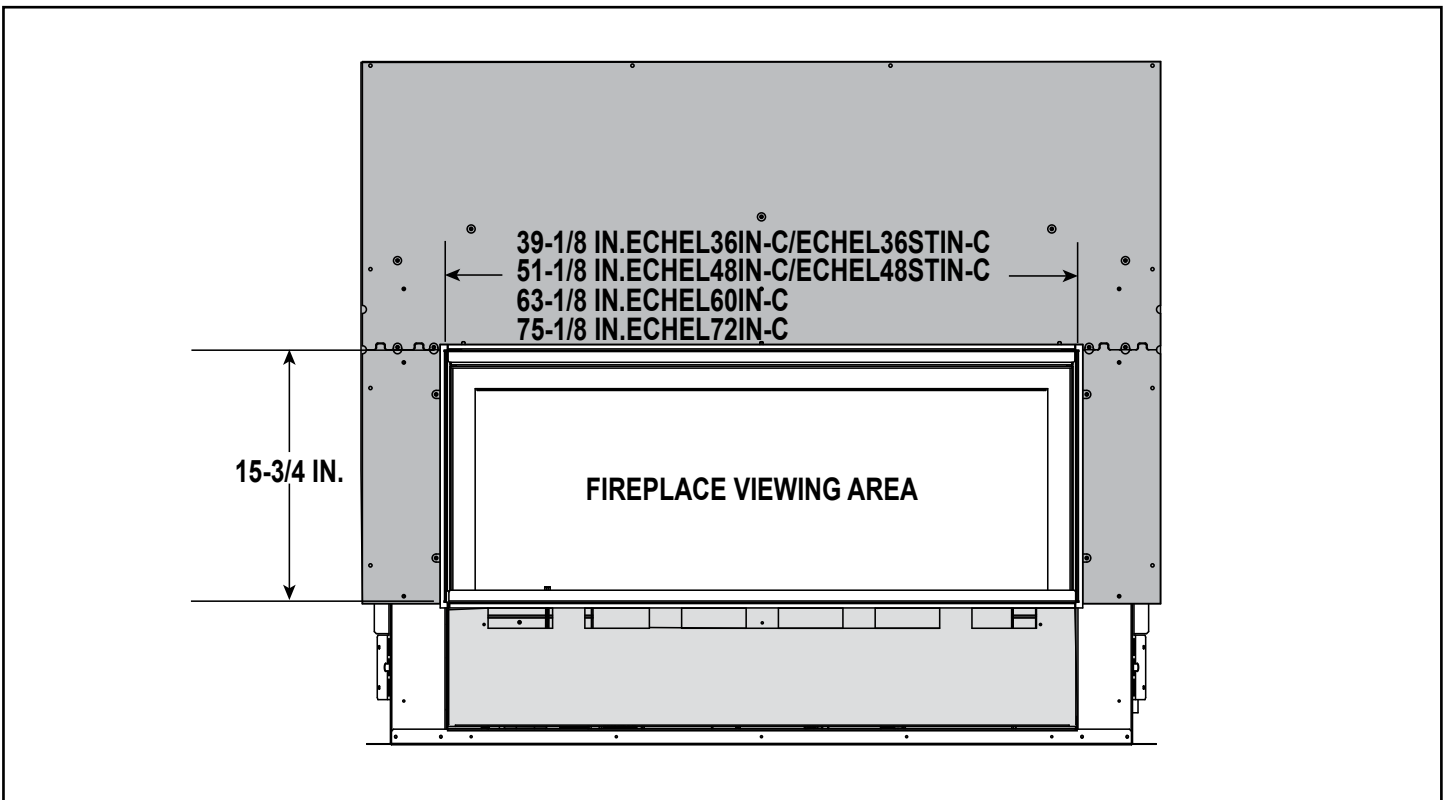 39-1/8 IN.ECHEL36IN-C/ECHEL36STIN-C
51-1/8 IN.ECHEL48IN-C/ECHEL48STIN-C
63-1/8 IN.ECHEL60IN-C
75-1/8 IN.ECHEL72IN-C
15-3/4 IN.
FIREPLACE VIEWING AREA